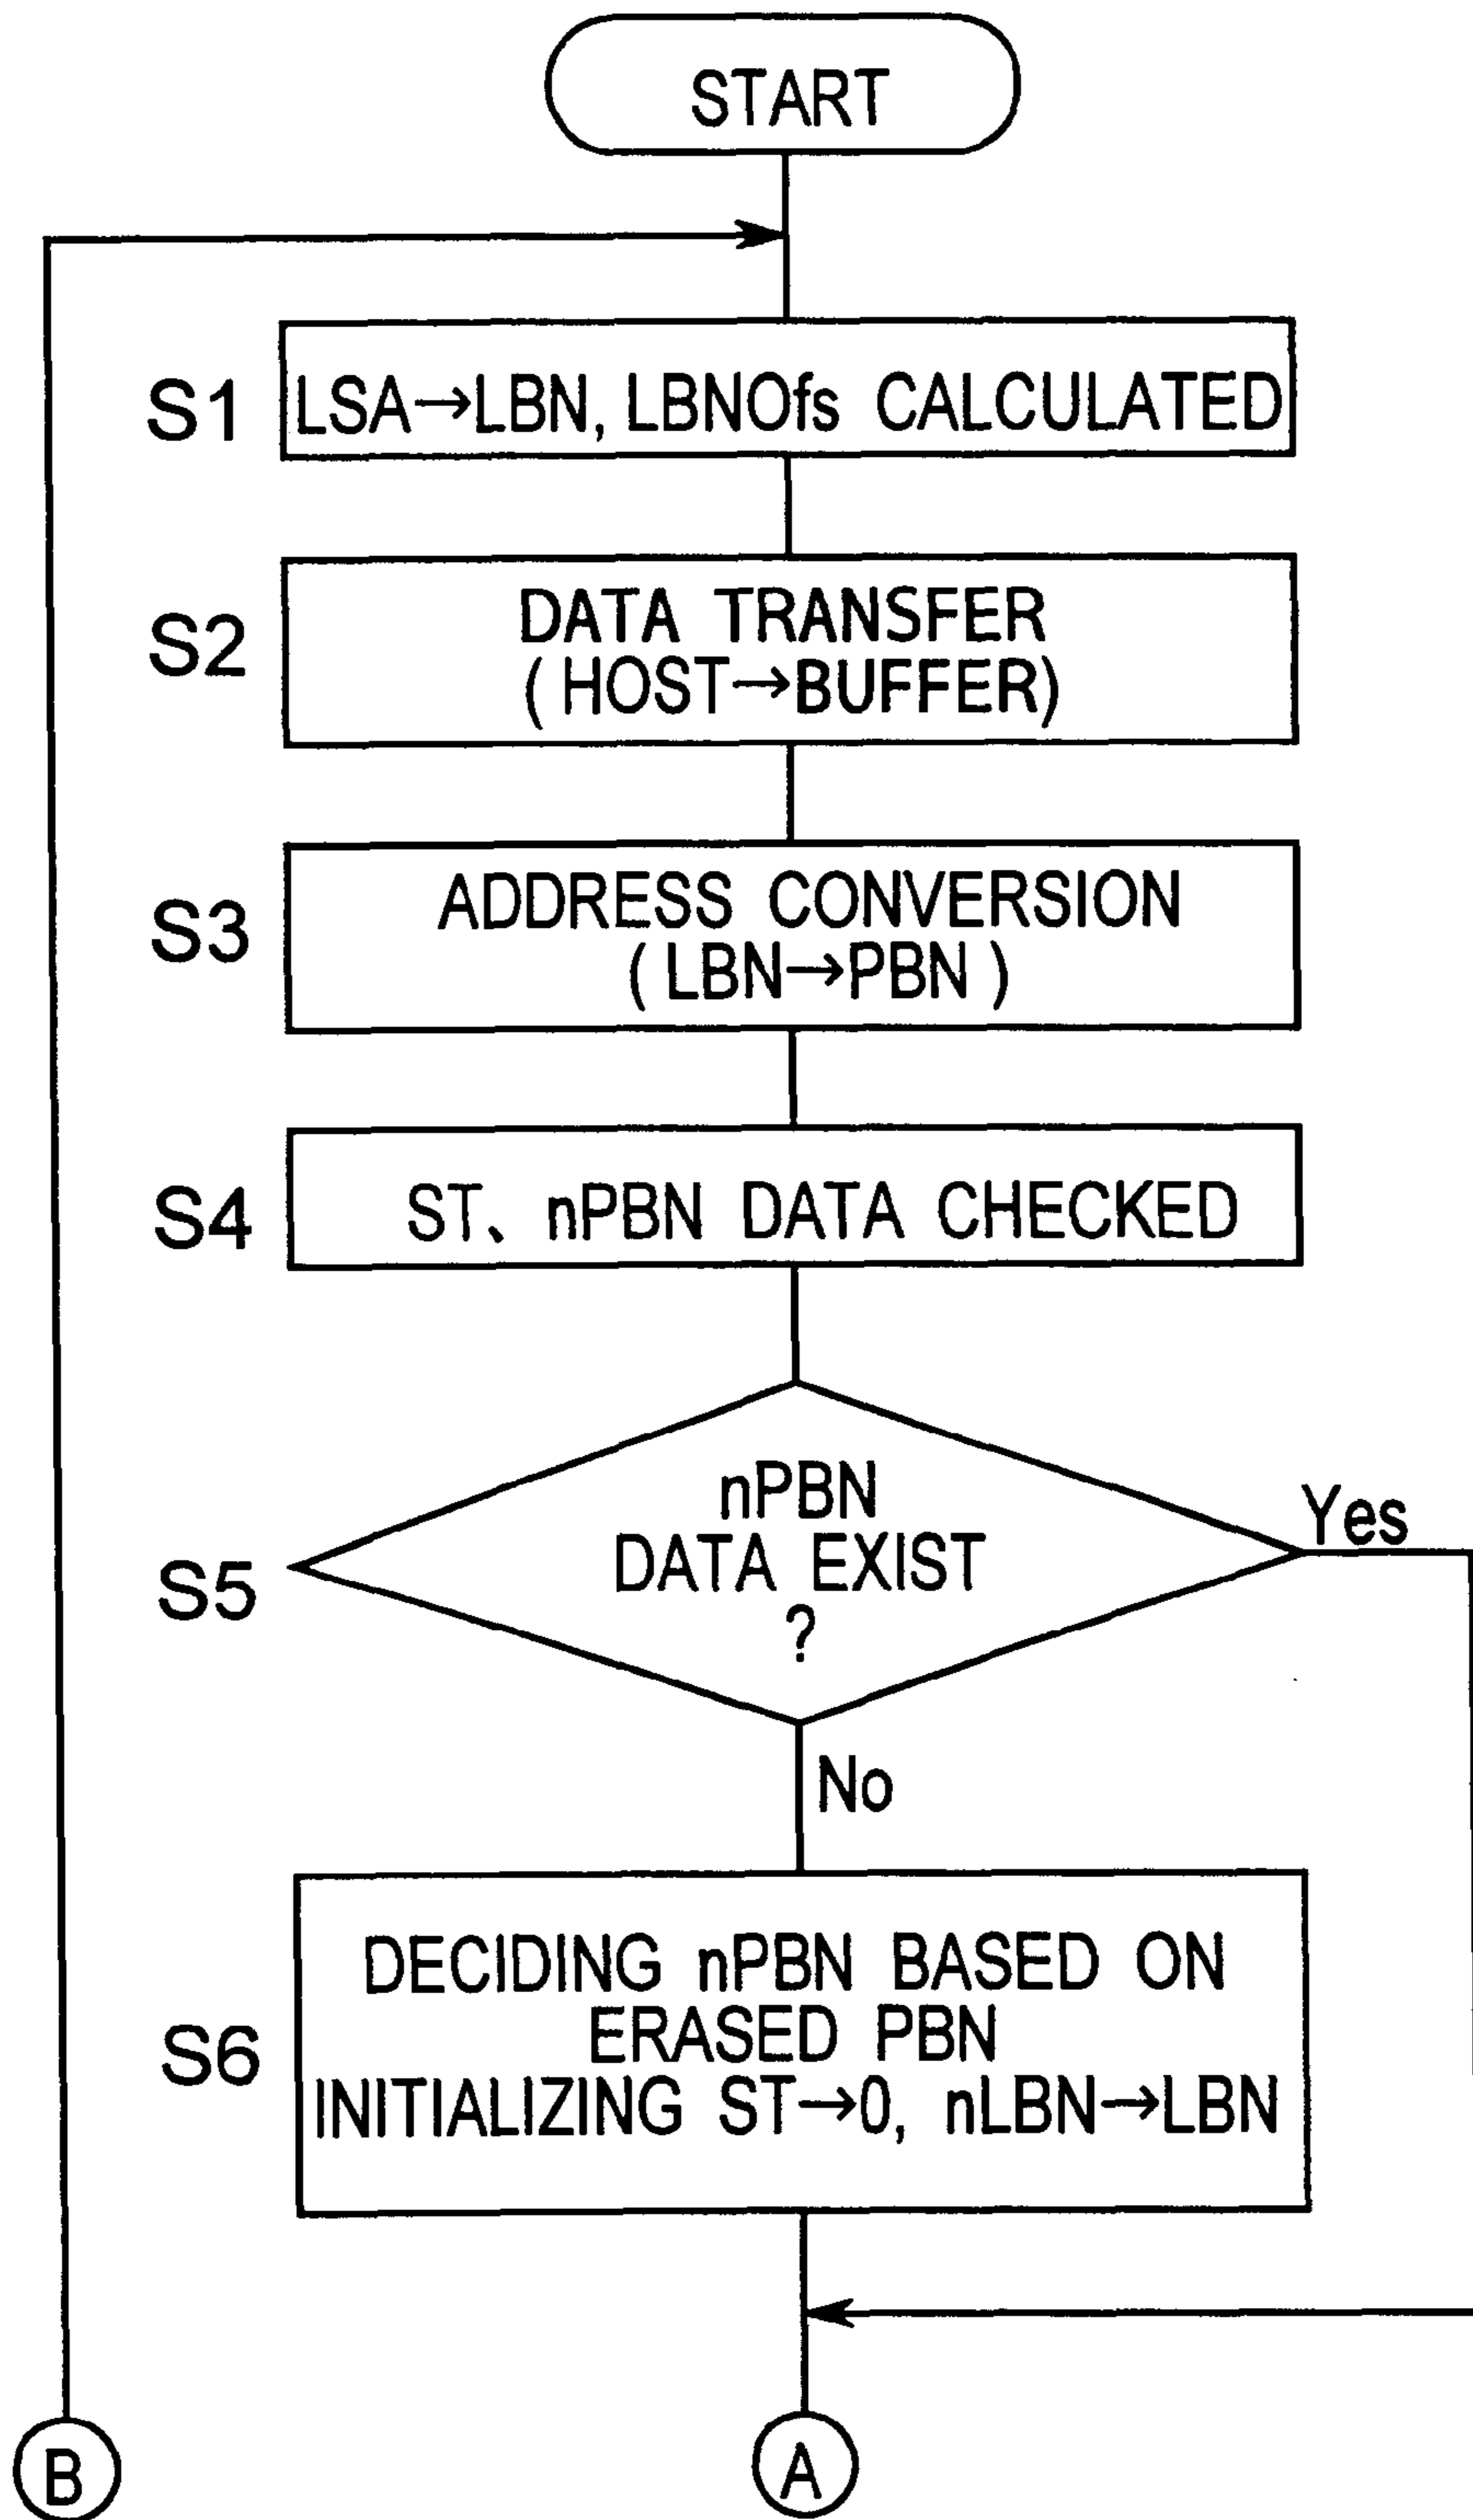 START
S1
LSA→LBN, LBNOfs CALCULATED
S2
DATA TRANSFER
(HOST→BUFFER)
S3
ADDRESS CONVERSION
(LBN→PBN)
S4
ST、nPBN DATA CHECKED
S5
nPBN
DATA EXIST
?
Yes
No
S6
DECIDING nPBN BASED ON
ERASED PBN
INITIALIZING ST→0, nLBN→LBN
B
A